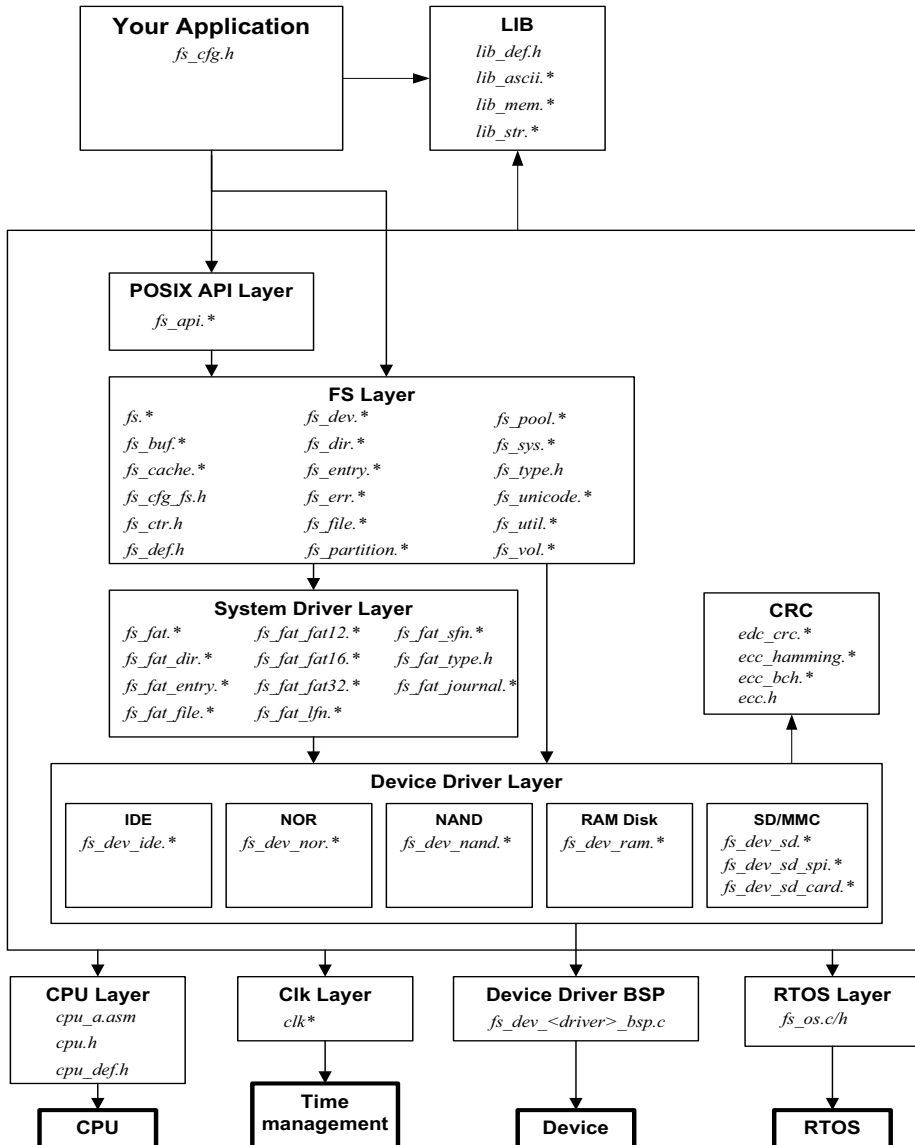 Your Application
fs_cfg.h
LIB
lib_def.h
lib_ascii.*
lib_mem.*
lib_str.*
POSIX API Layer
fs_api.*
FS Layer
fs.*
fs_buf.*
fs_cache.*
fs_cfg_fs.h
fs_ctr.h
fs_def.h
fs_dev.*
fs_dir.*
fs_entry.*
fs_err.*
fs_file.*
fs_partition.*
fs_pool.*
fs_sys.*
fs_type.h
fs_unicode.*
fs_util.*
fs_vol.*
System Driver Layer
fs_fat.*
fs_fat_dir.*
fs_fat_entry.*
fs_fat_file.*
fs_fat_fat12.*
fs_fat_fat16.*
fs_fat_fat32.*
fs_fat_lfn.*
fs_fat_sfn.*
fs_fat_type.h
fs_fat_journal.*
CRC
edc_crc.*
ecc_hamming.*
ecc_bch.*
ecc.h
Device Driver Layer
IDE
fs_dev_ide.*
NOR
fs_dev_nor.*
NAND
fs_dev_nand.*
RAM Disk
fs_dev_ram.*
SD/MMC
fs_dev_sd.*
fs_dev_sd_spi.*
fs_dev_sd_card.*
CPU Layer
cpu_a.asm
cpu.h
cpu_def.h
Clk Layer
clk*
Device Driver BSP
fs_dev_<driver>_bsp.c
RTOS Layer
fs_os.c/h
CPU
Time
management
Device
RTOS